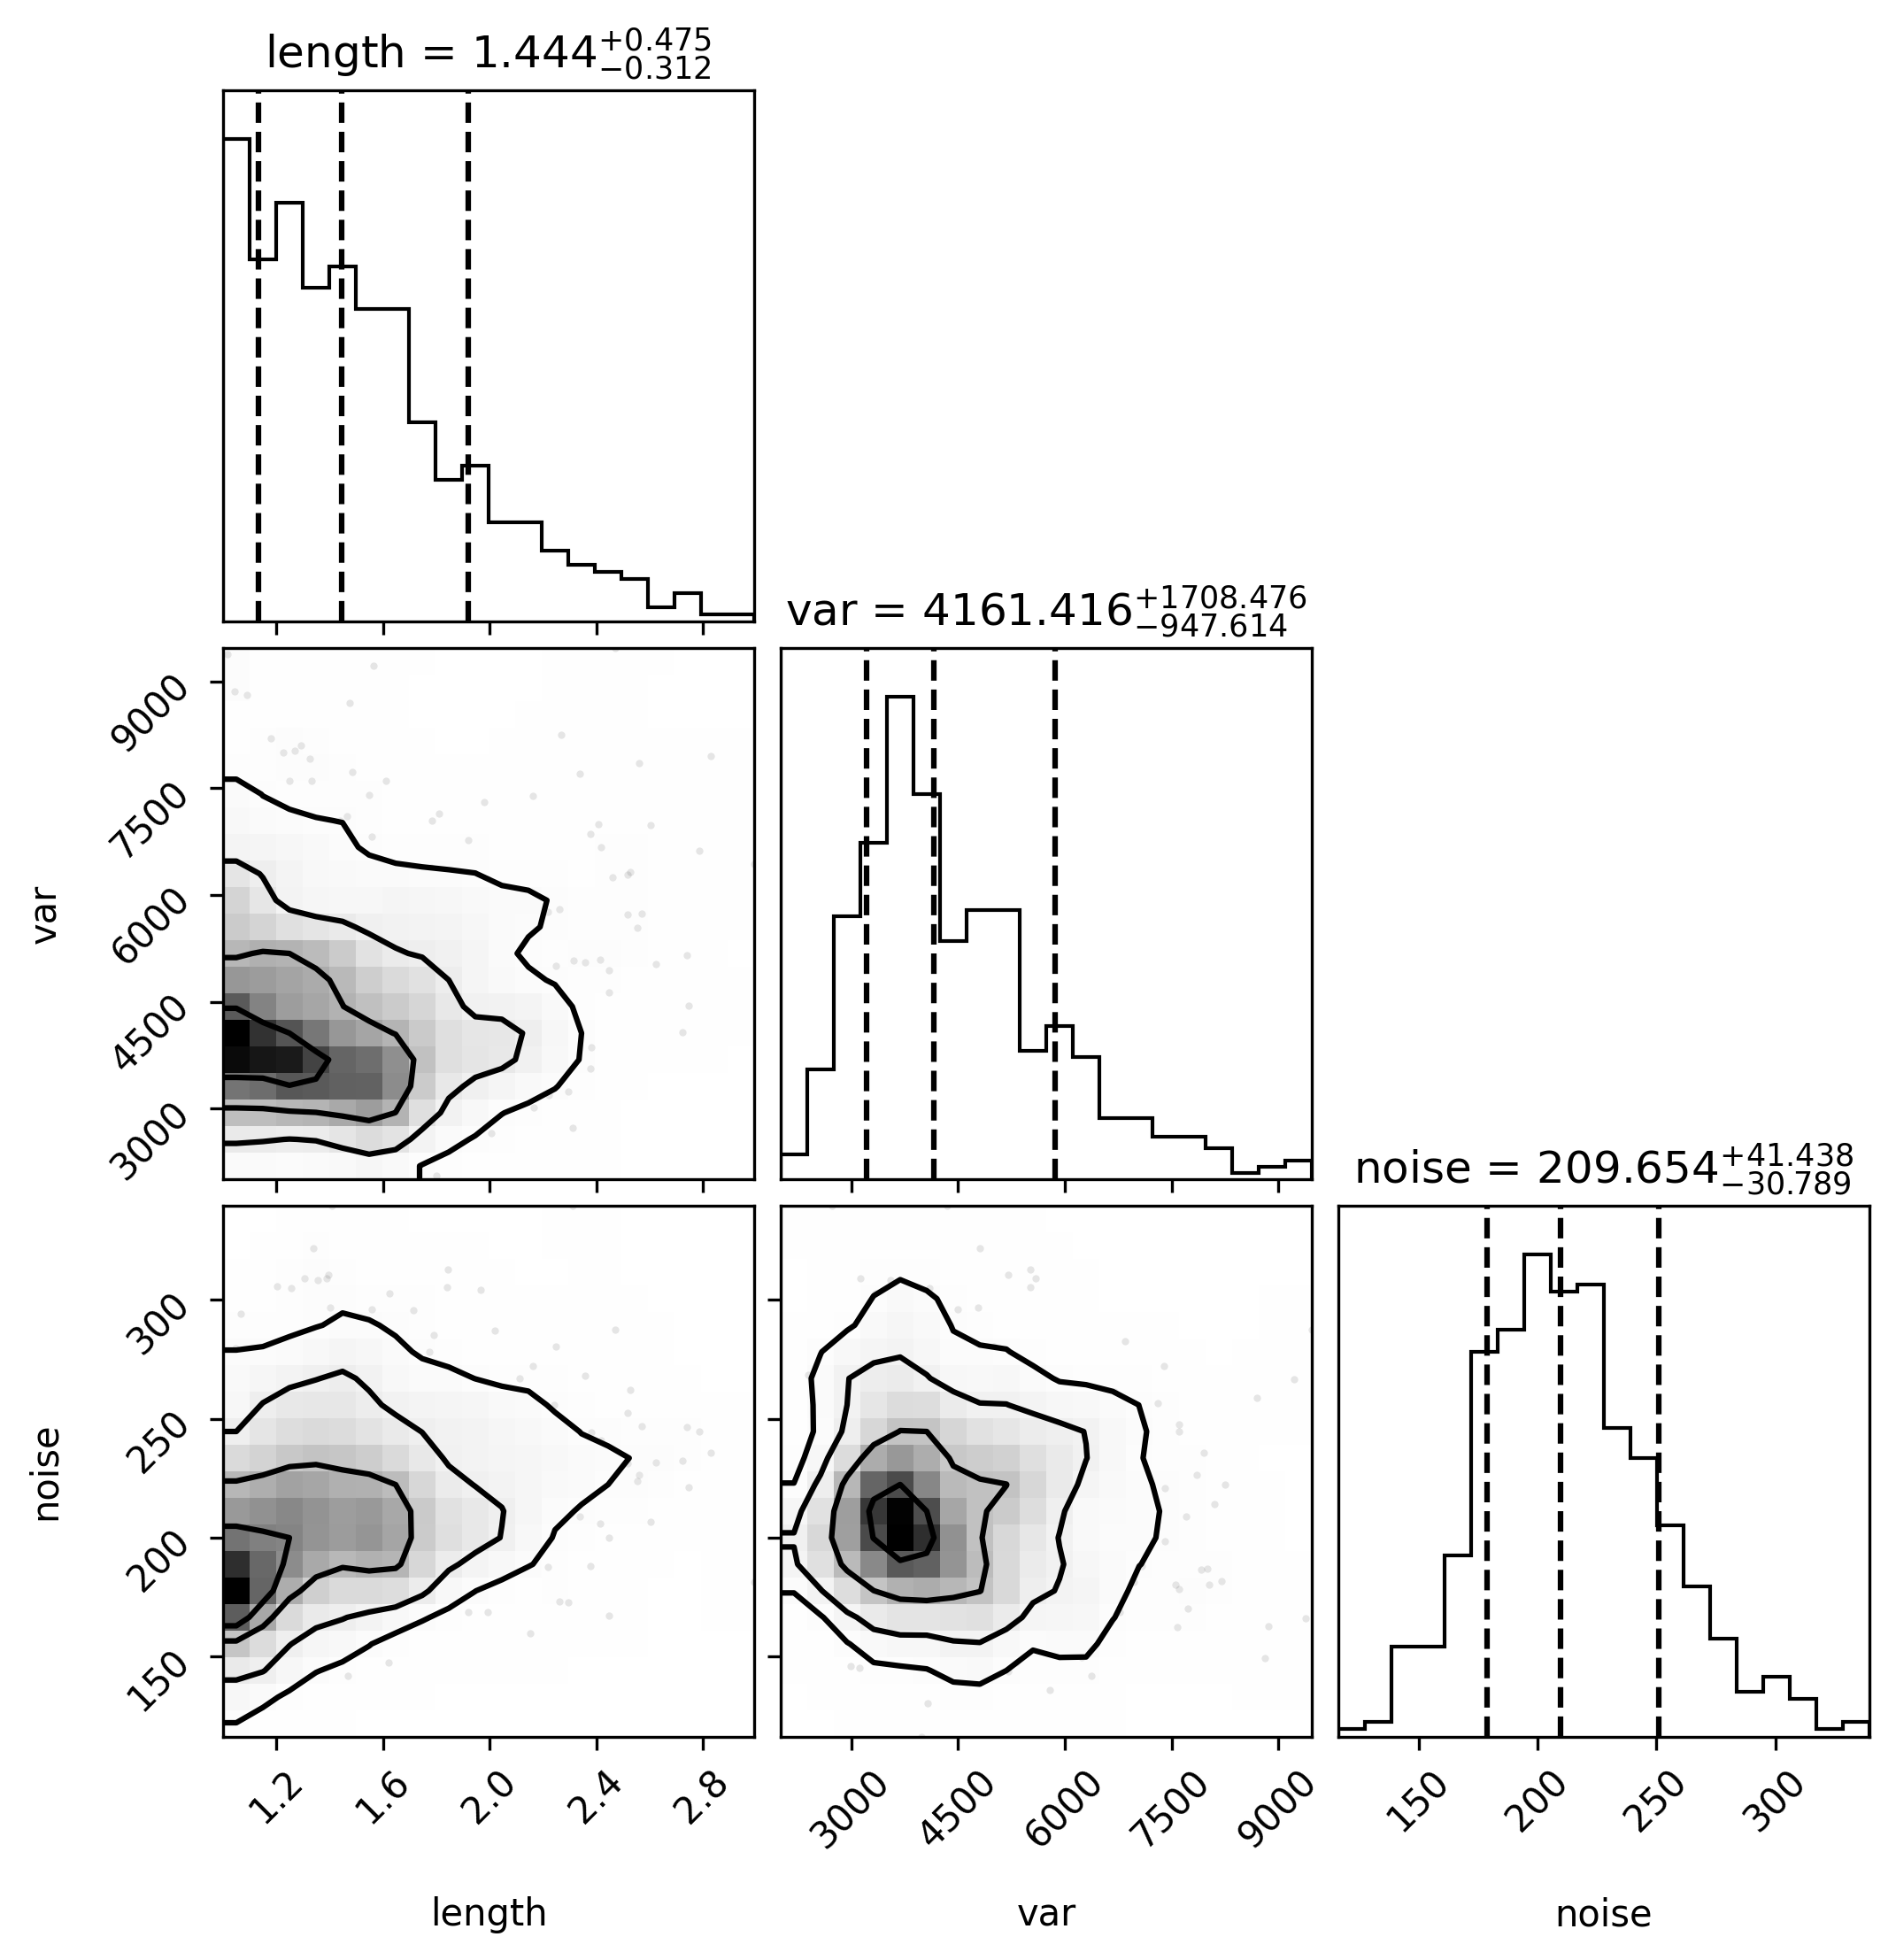 length = 1.444 +0.475 −0.312
var = 4161.416 +1708.476 −947.614
9000
7500
6000
4500
3000
var
noise = 209.654 +41.438 −30.789
300
250
200
150
noise
1.2 1.6 2.0 2.4 2.8 3000 4500 6000 7500 9000 150 200 250 300
length var noise